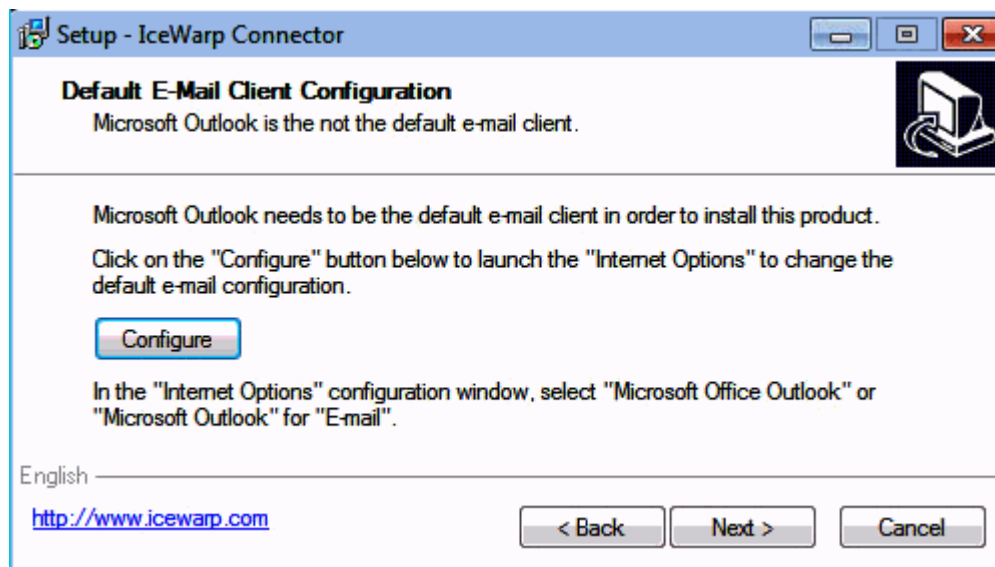 Setup - IceWarp Connector
Default E-Mail Client Configuration
Microsoft Outlook is the not the default e-mail client.
Microsoft Outlook needs to be the default e-mail client in order to install this product.
Click on the "Configure" button below to launch the "Internet Options" to change the
default e-mail configuration.
Configure
In the "Internet Options" configuration window, select "Microsoft Office Outlook" or
"Microsoft Outlook" for "E-mail".
English
http://www.icewarp.com
< Back
Next >
Cancel